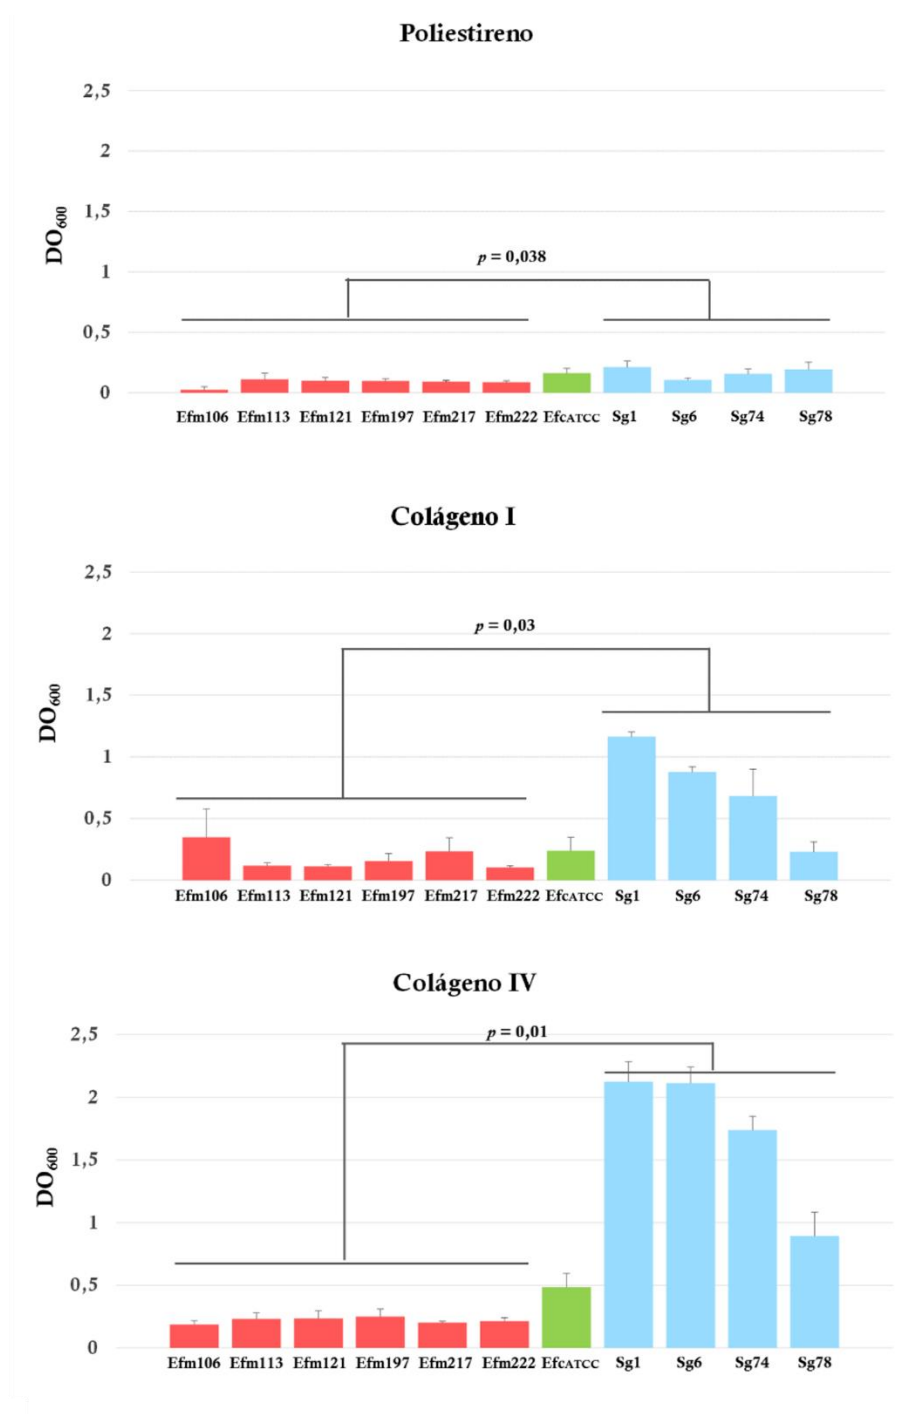 Poliestireno
2,5
2
1,5
1
0,5
0
DO600
p = 0,038
Efm106 Efm113 Efm121 Efm197 Efm217 Efm222 EfcATCC Sg1 Sg6 Sg74 Sg78
Colágeno I
2,5
2
1,5
1
0,5
0
DO600
p = 0,03
Efm106 Efm113 Efm121 Efm197 Efm217 Efm222 EfcATCC Sg1 Sg6 Sg74 Sg78
Colágeno IV
2,5
2
1,5
1
0,5
0
DO600
p = 0,01
Efm106 Efm113 Efm121 Efm197 Efm217 Efm222 EfcATCC Sg1 Sg6 Sg74 Sg78